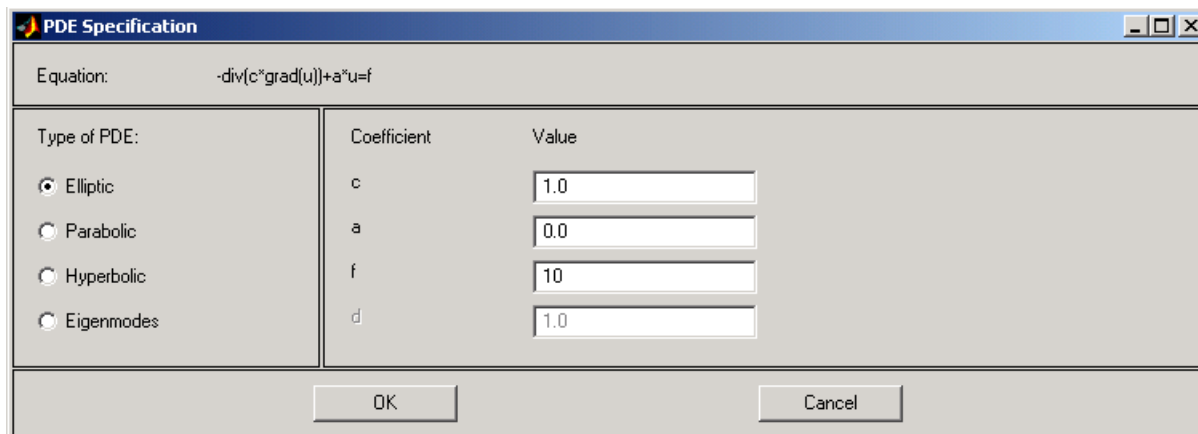 PDE Specification
Equation: -div(c*grad(u))+a*u=f
Type of PDE:
Elliptic
Parabolic
Hyperbolic
Eigenmodes
Coefficient Value
c 1.0
a 0.0
f 10
d 1.0
OK Cancel